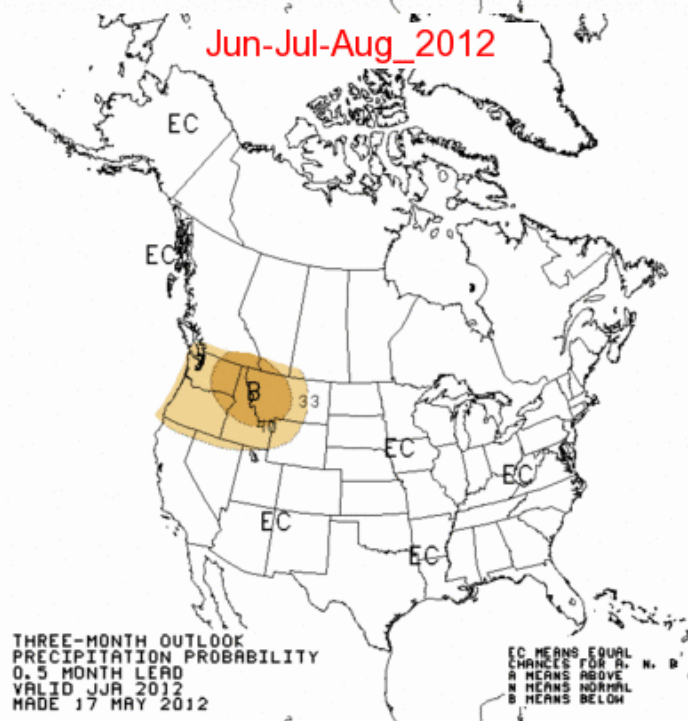 Jun-Jul-Aug_2012
EC
EC
B
33
40
EC
EC
EC
EC
THREE-MONTH OUTLOOK
PRECIPITATION PROBABILITY
0.5 MONTH LEAD
VALID JJA 2012
MADE 17 MAY 2012
EC MEANS EQUAL
CHANCES FOR A, N, B
A MEANS ABOVE
N MEANS NORMAL
B MEANS BELOW